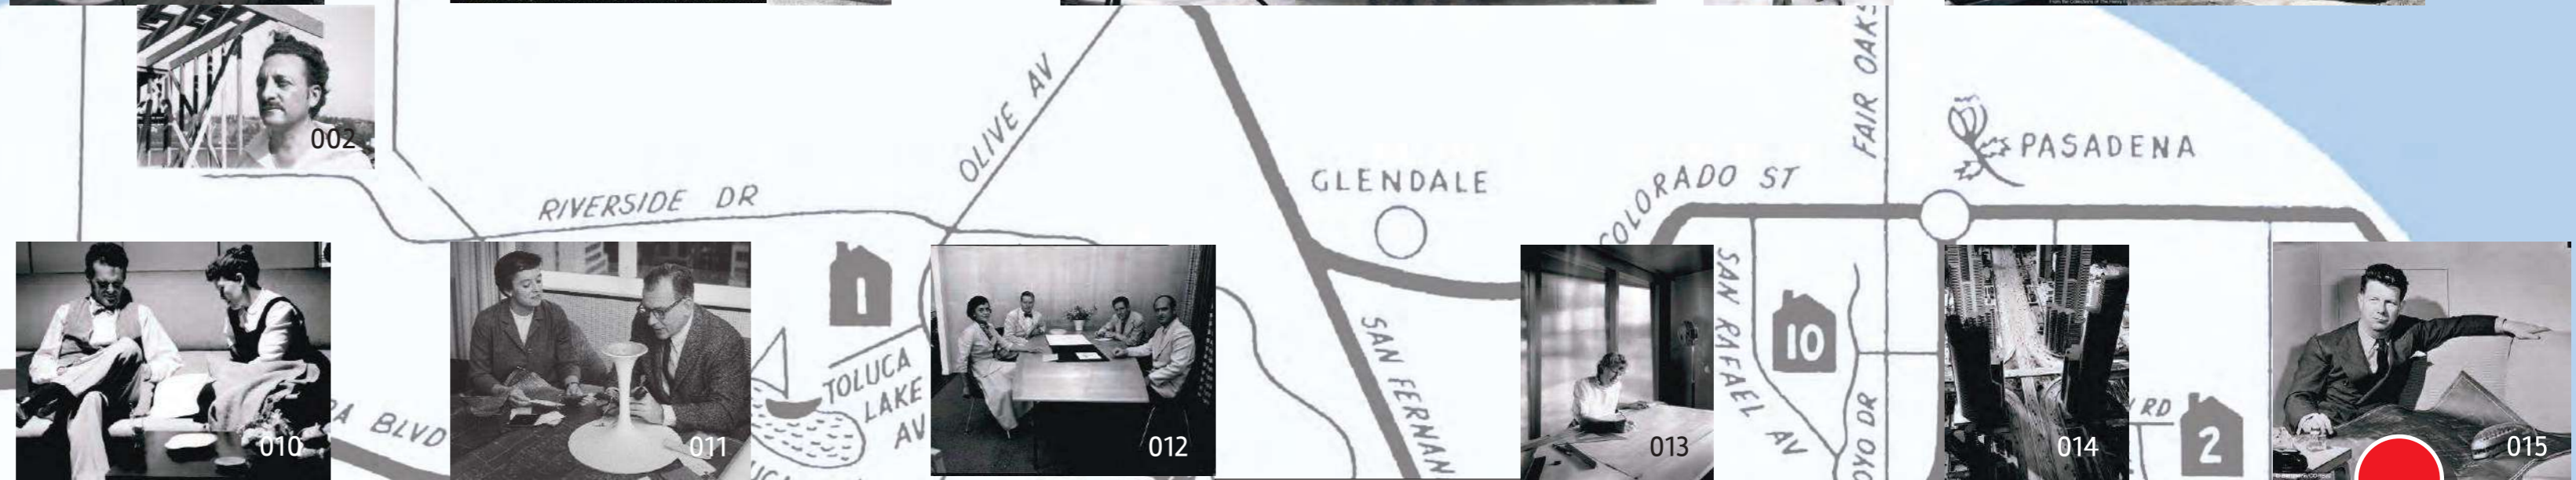 FAIR OAKS
002
OLIVE AV
PASADENA
GLENDALE
COLORADO ST
RIVERSIDE DR
1
10
SAN RAFAEL AV
SAN FERNAN
TOLUCA
LAKE
AV
BLVD
RD
2
010
011
012
013
014
015